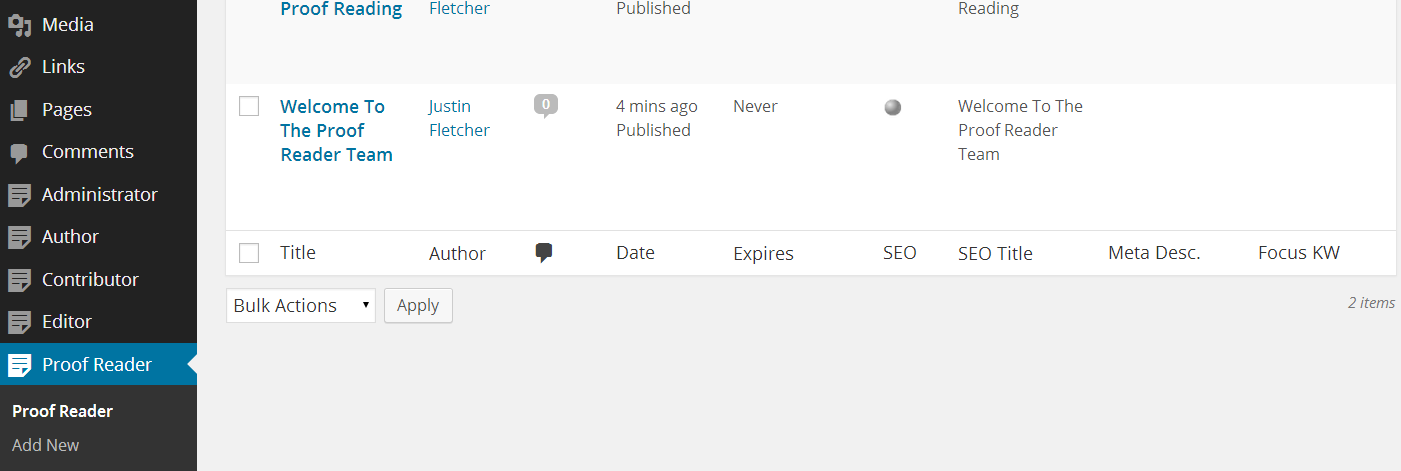 Media
Links
Pages
Comments
Administrator
Author
Contributor
Editor
Proof Reader
Proof Reader
Add New
Proof Reading
Fletcher
Published
Reading
Welcome To
The Proof
Reader Team
Justin
Fletcher
0
4 mins ago
Published
Never
Welcome To The
Proof Reader
Team
Title
Author
Date
Expires
SEO
SEO Title
Meta Desc.
Focus KW
Bulk Actions
Apply
2 items